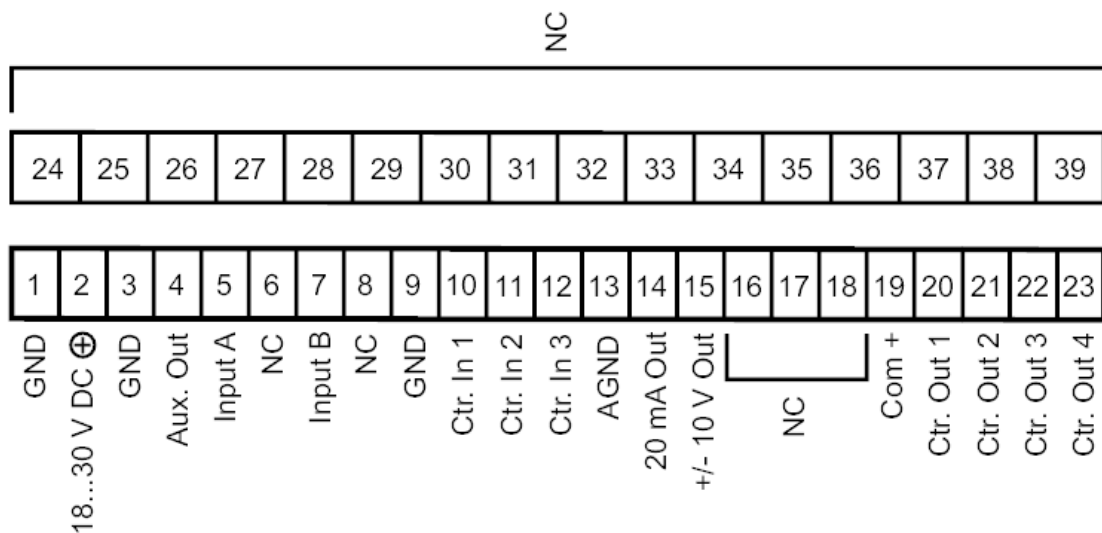 NC
24 25 26 27 28 29 30 31 32 33 34 35 36 37 38 39
1 2 3 4 5 6 7 8 9 10 11 12 13 14 15 16 17 18 19 20 21 22 23
GND
18...30 V DC ⊕
GND
Aux. Out
Input A
NC
Input B
NC
GND
Ctr. In 1
Ctr. In 2
Ctr. In 3
AGND
20 mA Out
+/- 10 V Out
NC
Com +
Ctr. Out 1
Ctr. Out 2
Ctr. Out 3
Ctr. Out 4